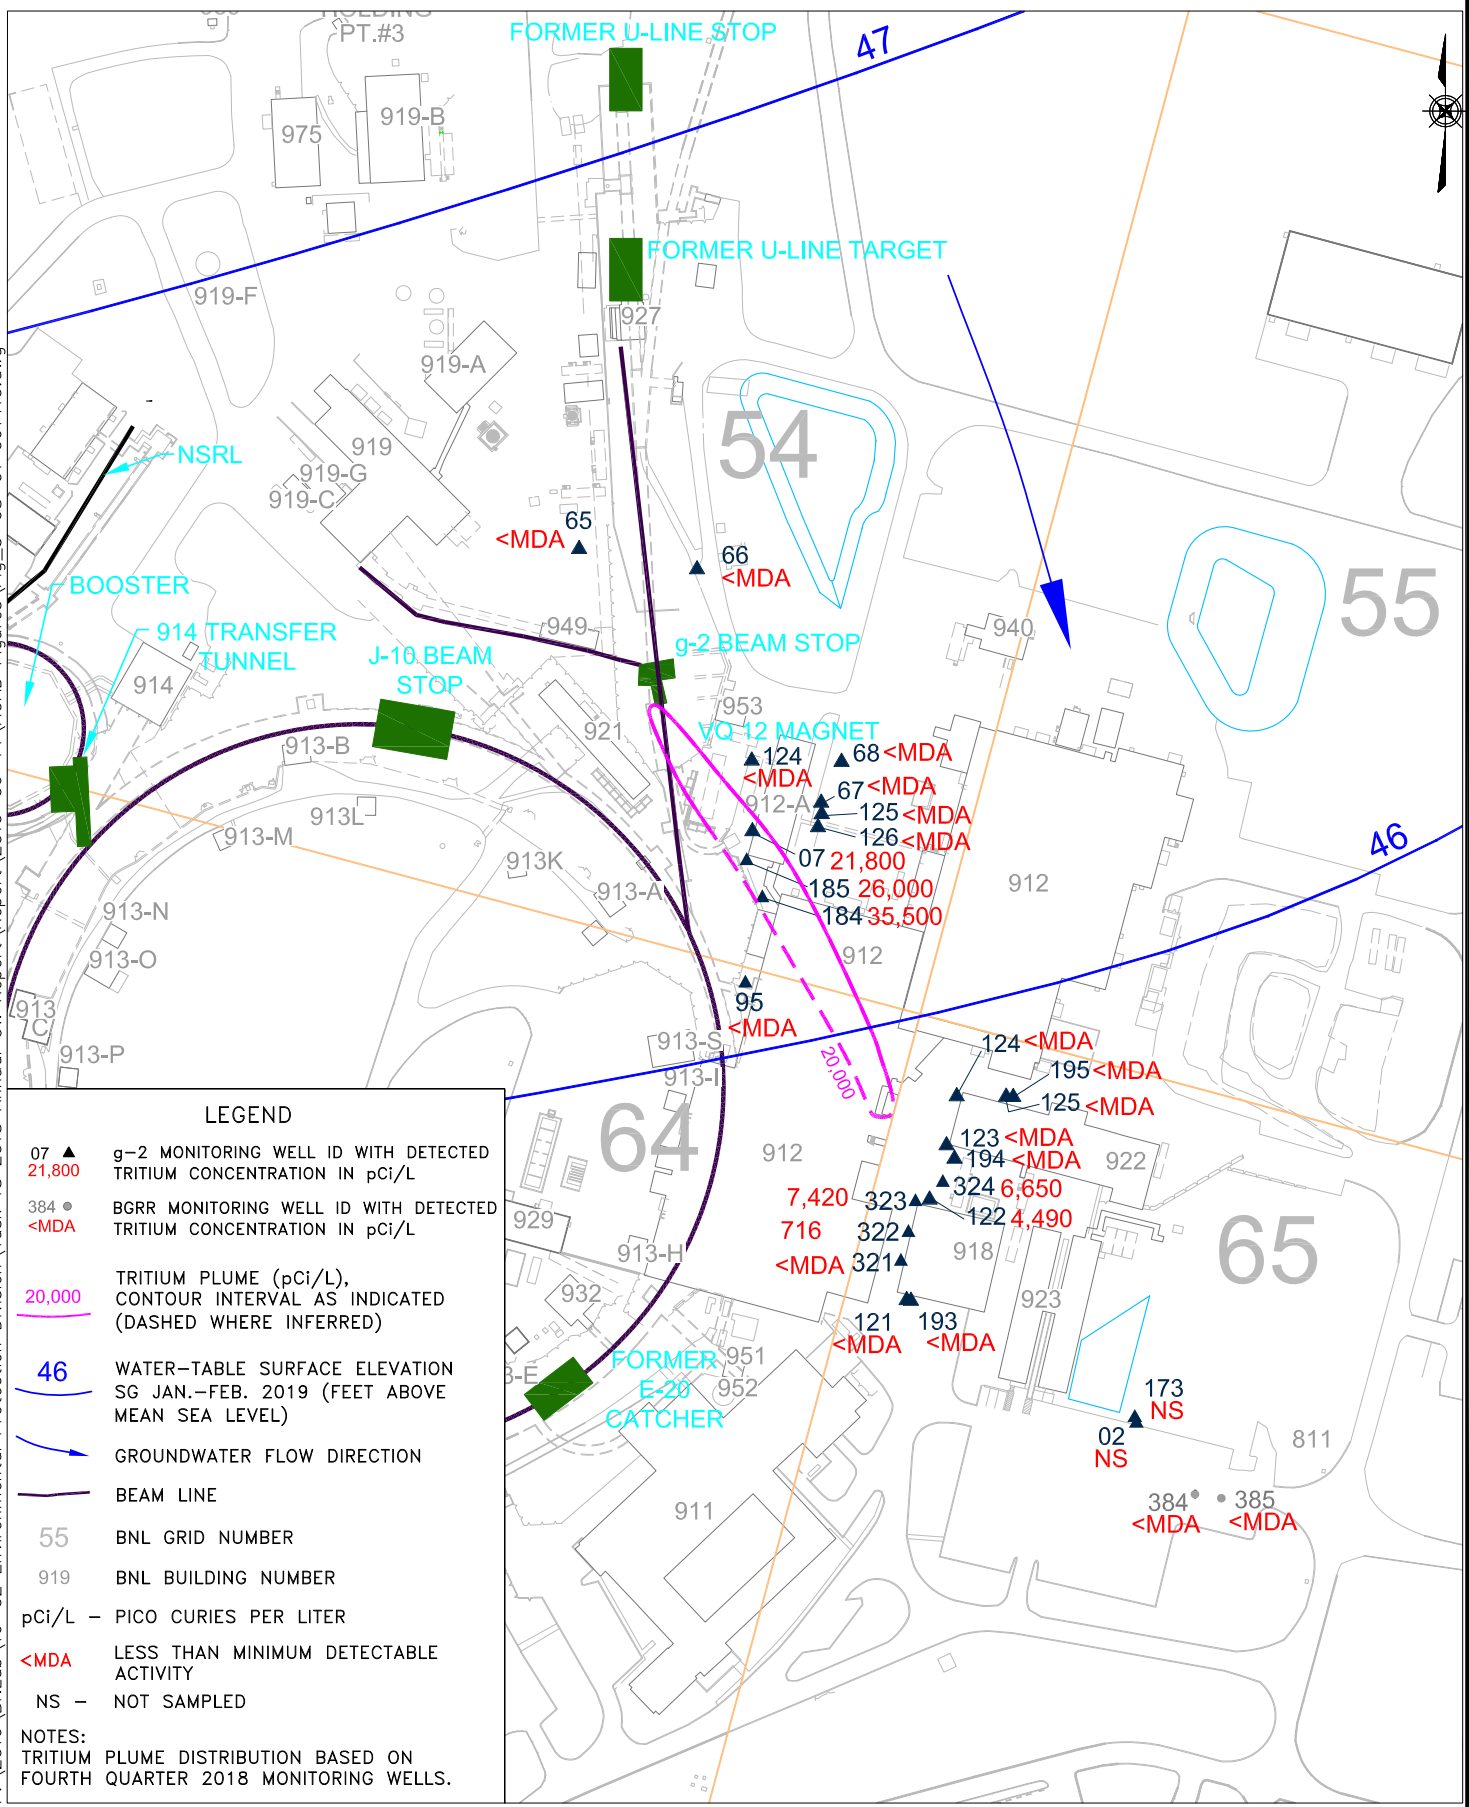 PT.#3
FORMER U-LINE STOP
47
975
919-B
FORMER U-LINE TARGET
919-F
927
919-A
54
919
NSRL
919-G
919-C
65
<MDA
66
<MDA
55
BOOSTER
914 TRANSFER
TUNNEL
949
940
J-10 BEAM
STOP
g-2 BEAM STOP
914
953
921
VQ 12 MAGNET
913-B
124
<MDA
68 <MDA
67 <MDA
912-A
125 <MDA
913L
913-M
126 <MDA
46
07 21,800
913K
185 26,000
913-A
912
184 35,500
913-N
913-O
912
95
<MDA
913
C
913-S
913-P
20,000
124 <MDA
913-I
195 <MDA
125 <MDA
64
123 <MDA
912
194 <MDA
922
324 6,650
7,420 323
122 4,490
929
716 322
918
65
913-H
<MDA 321
932
923
121
<MDA
193
<MDA
FORMER
E-20
CATCHER
951
952
173
NS
02
NS
811
911
384
<MDA
385
<MDA
LEGEND
07 g-2 MONITORING WELL ID WITH DETECTED
21,800 TRITIUM CONCENTRATION IN pCi/L
384 BGRR MONITORING WELL ID WITH DETECTED
<MDA TRITIUM CONCENTRATION IN pCi/L
TRITIUM PLUME (pCi/L),
20,000 CONTOUR INTERVAL AS INDICATED
(DASHED WHERE INFERRED)
46 WATER-TABLE SURFACE ELEVATION
SG JAN.-FEB. 2019 (FEET ABOVE
MEAN SEA LEVEL)
GROUNDWATER FLOW DIRECTION
BEAM LINE
55 BNL GRID NUMBER
919 BNL BUILDING NUMBER
pCi/L - PICO CURIES PER LITER
<MDA LESS THAN MINIMUM DETECTABLE
ACTIVITY
NS - NOT SAMPLED
NOTES:
TRITIUM PLUME DISTRIBUTION BASED ON
FOURTH QUARTER 2018 MONITORING WELLS.